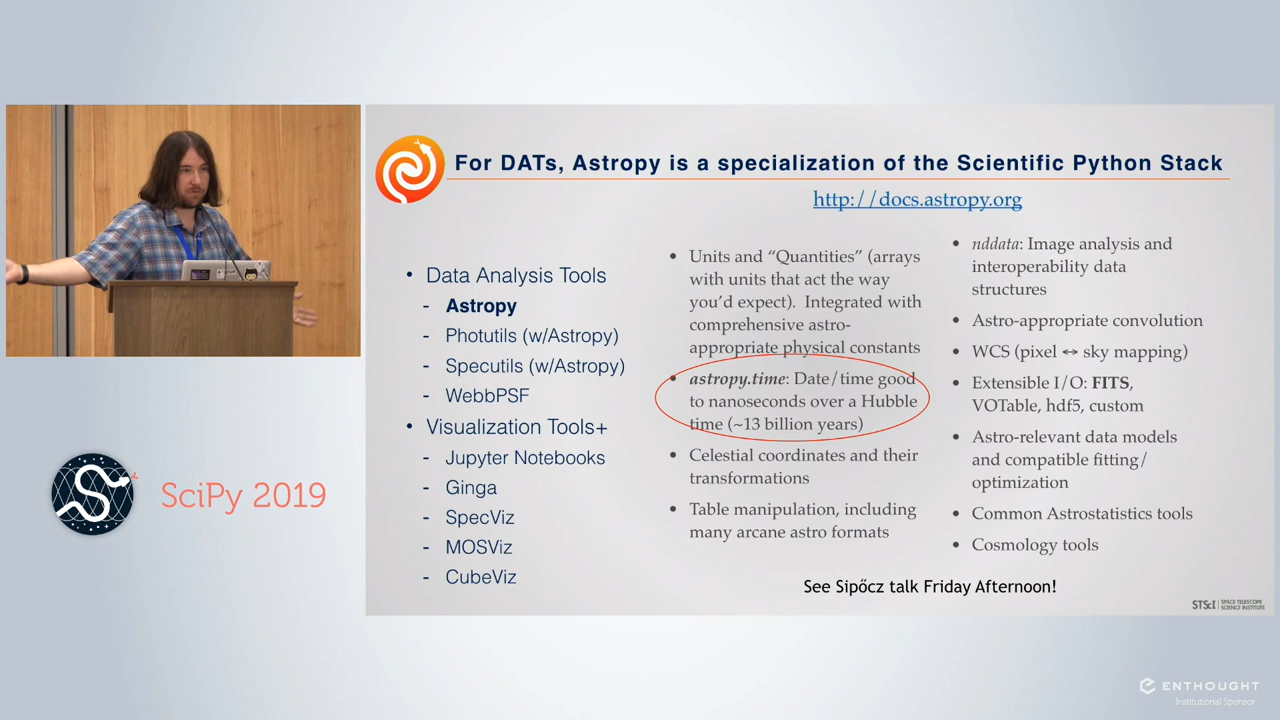 For DATs, Astropy is a specialization of the Scientific Python Stack
http://docs.astropy.org
• Data Analysis Tools
- Astropy
- Photutils (w/Astropy)
- Specutils (w/Astropy)
- WebbPSF
• Visualization Tools+
- Jupyter Notebooks
- Ginga
- SpecViz
- MOSViz
- CubeViz
• Units and “Quantities” (arrays
with units that act the way
you’d expect). Integrated with
comprehensive astro-
appropriate physical constants
• astropy.time: Date/time good
to nanoseconds over a Hubble
time (~13 billion years)
• Celestial coordinates and their
transformations
• Table manipulation, including
many arcane astro formats
• nddata: Image analysis and
interoperability data
structures
• Astro-appropriate convolution
• WCS (pixel ↔ sky mapping)
• Extensible I/O: FITS,
VOTable, hdf5, custom
• Astro-relevant data models
and compatible fitting/
optimization
• Common Astrostatistics tools
• Cosmology tools
See Sipőcz talk Friday Afternoon!
STScI | SPACE TELESCOPE
SCIENCE INSTITUTE
SciPy 2019
ENTHOUGHT
Institutional Sponsor